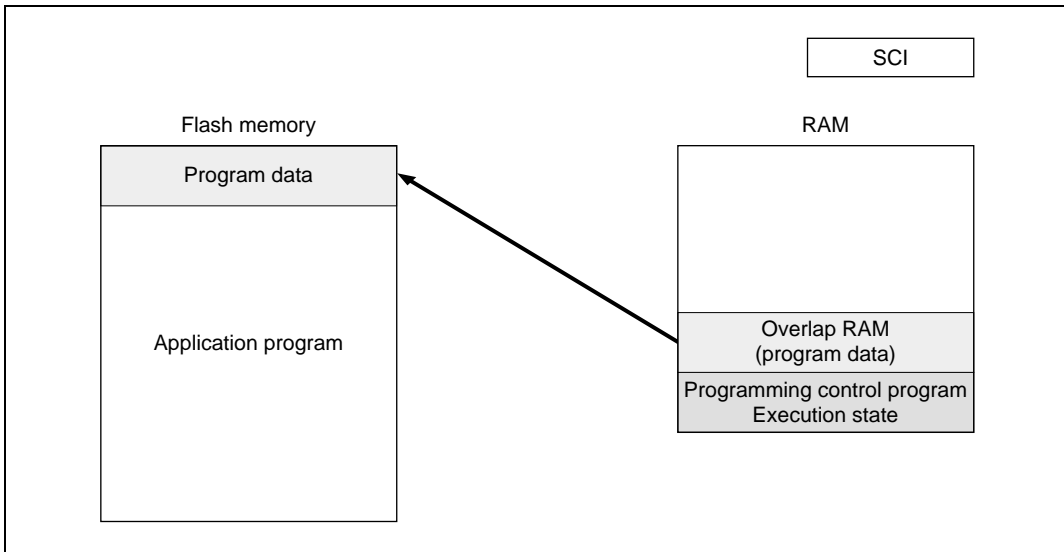 SCI
Flash memory
RAM
Program data
Application program
Overlap RAM
(program data)
Programming control program
Execution state